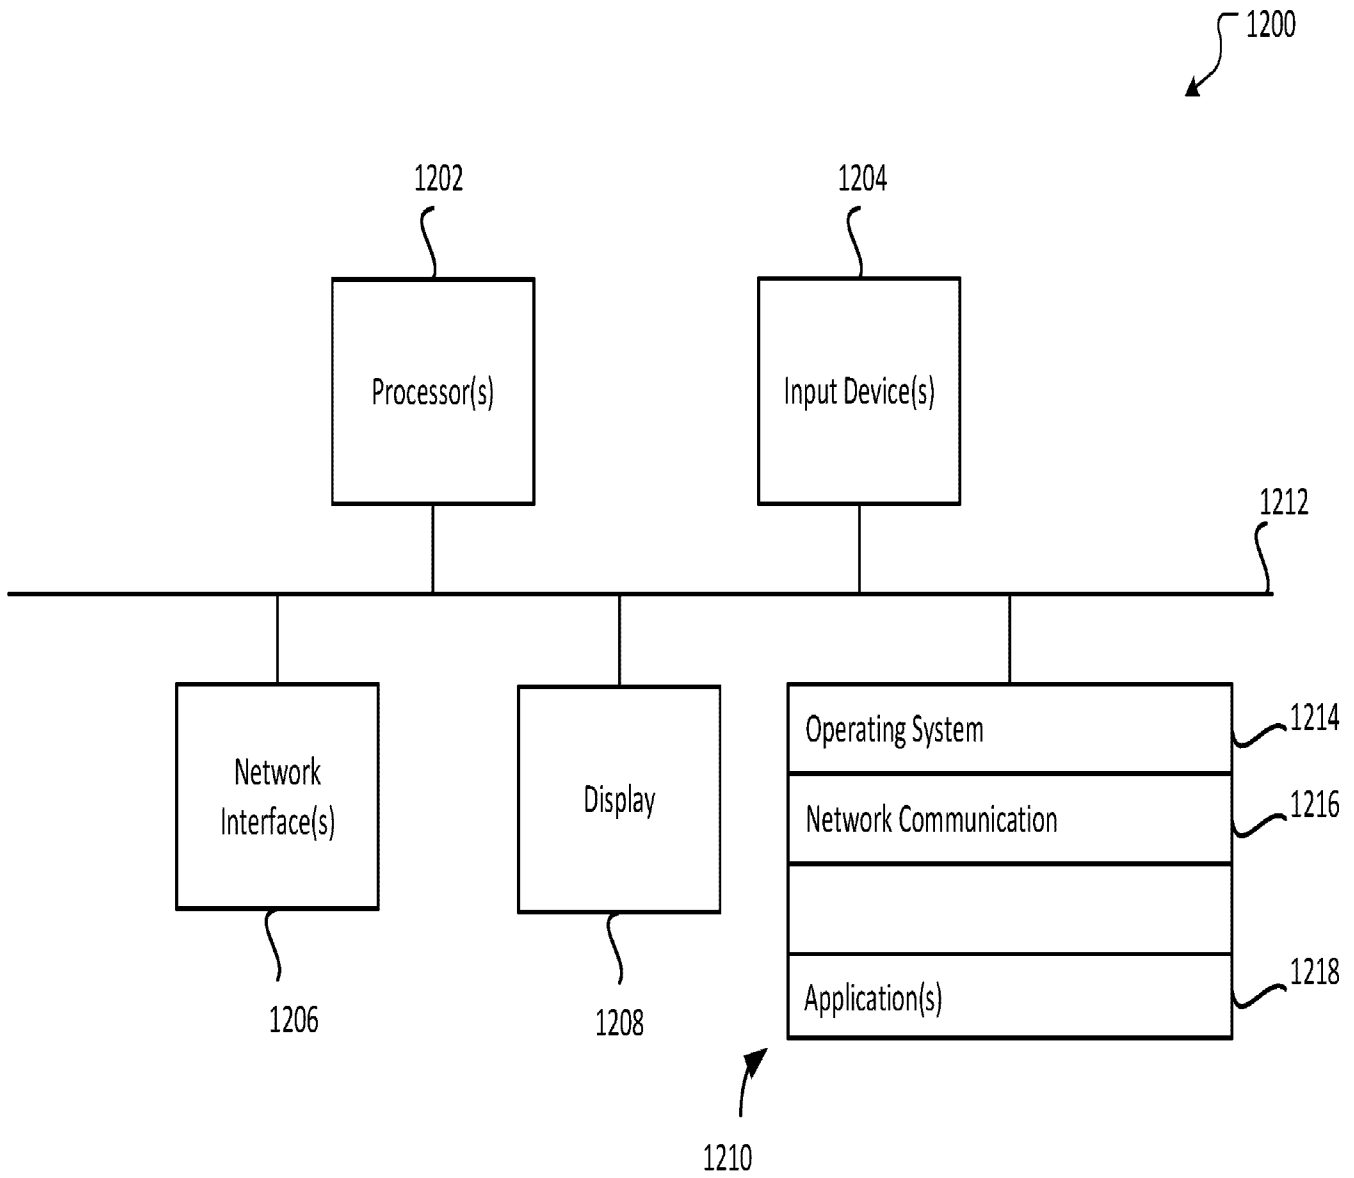 1200
1202
1204
Processor(s)
Input Device(s)
1212
Operating System
1214
Network
Interface(s)
Display
Network Communication
1216
Application(s)
1218
1206
1208
1210